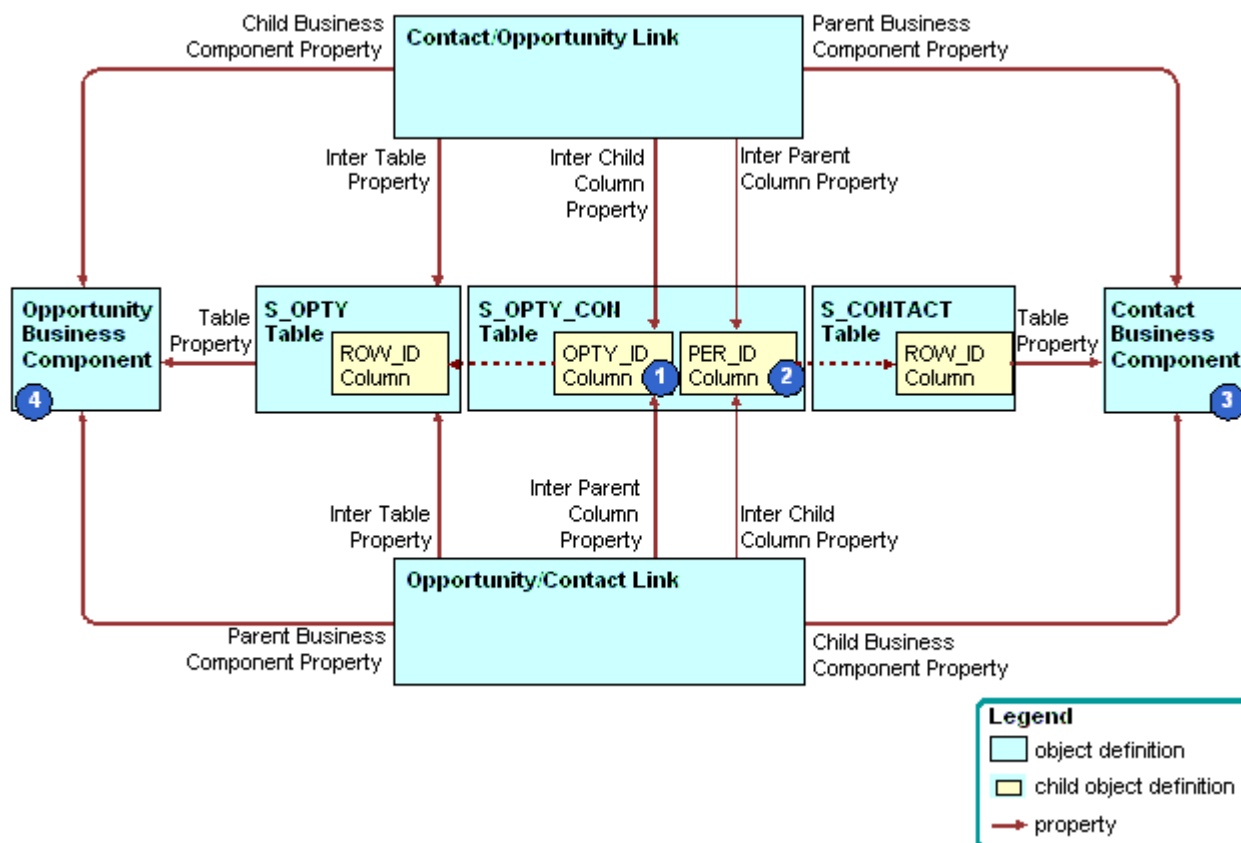 Child Business
Component Property
Contact/Opportunity Link
Parent Business
Component Property
Inter Table
Property
Inter Child
Column
Property
Inter Parent
Column Property
Opportunity
Business
Component
4
Table
Property
S_OPTY
Table
ROW_ID
Column
S_OPTY_CON
Table
OPTY_ID
Column
1
PER_ID
Column
2
S_CONTACT
Table
ROW_ID
Column
Table
Property
Contact
Business
Component
3
Inter Table
Property
Inter Parent
Column
Property
Inter Child
Column Property
Opportunity/Contact Link
Parent Business
Component Property
Child Business
Component Property
Legend
object definition
child object definition
property